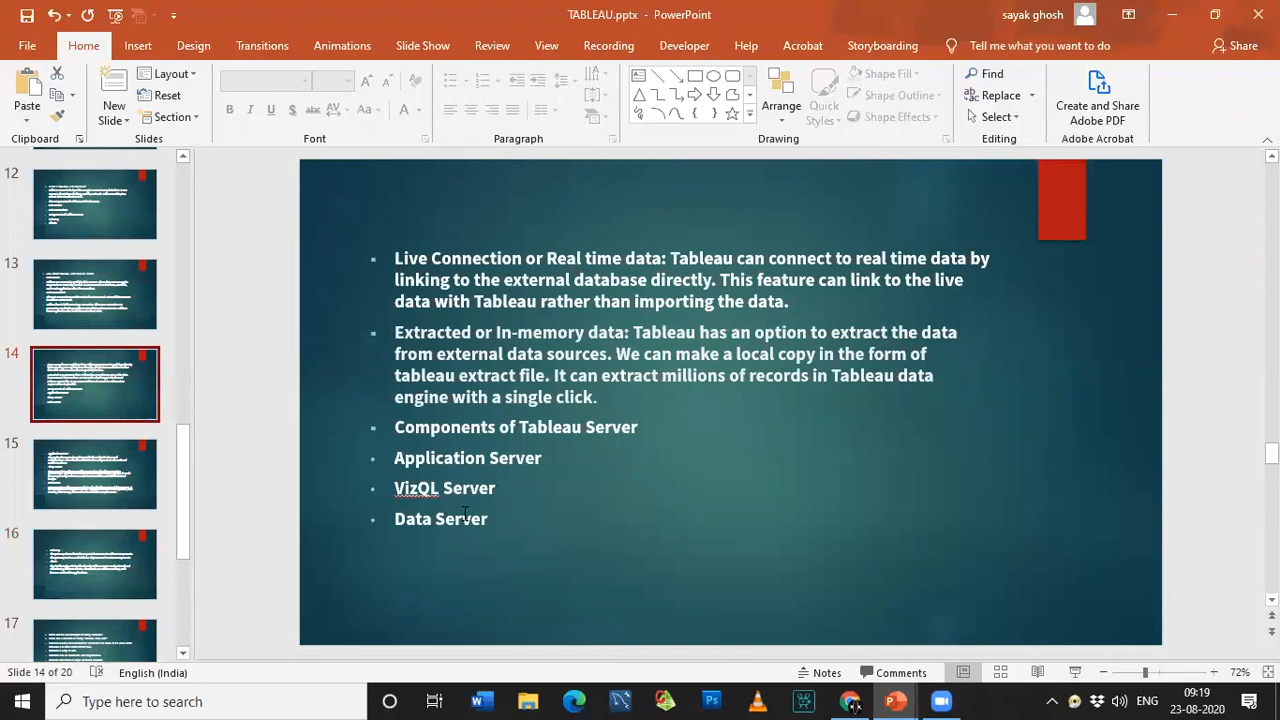 TABLEAU.pptx - PowerPoint
sayak ghosh
File Home Insert Design Transitions Animations Slide Show Review View Recording Developer Help Acrobat Storyboarding Tell me what you want to do Share
Paste
New Slide
Layout
Reset
Section
B I U S abc AV Aa A
Arrange
Quick Styles
Shape Fill
Shape Outline
Shape Effects
Find
Replace
Select
Create and Share Adobe PDF
Clipboard Slides Font Paragraph Drawing Editing Adobe Acrobat
12
13
14
15
16
17
Live Connection or Real time data: Tableau can connect to real time data by
linking to the external database directly. This feature can link to the live
data with Tableau rather than importing the data.
Extracted or In-memory data: Tableau has an option to extract the data
from external data sources. We can make a local copy in the form of
tableau extract file. It can extract millions of records in Tableau data
engine with a single click.
Components of Tableau Server
Application Server
VizQL Server
Data Server
Slide 14 of 20 English (India) Notes Comments 72%
Type here to search
ENG
09:19
23-08-2020